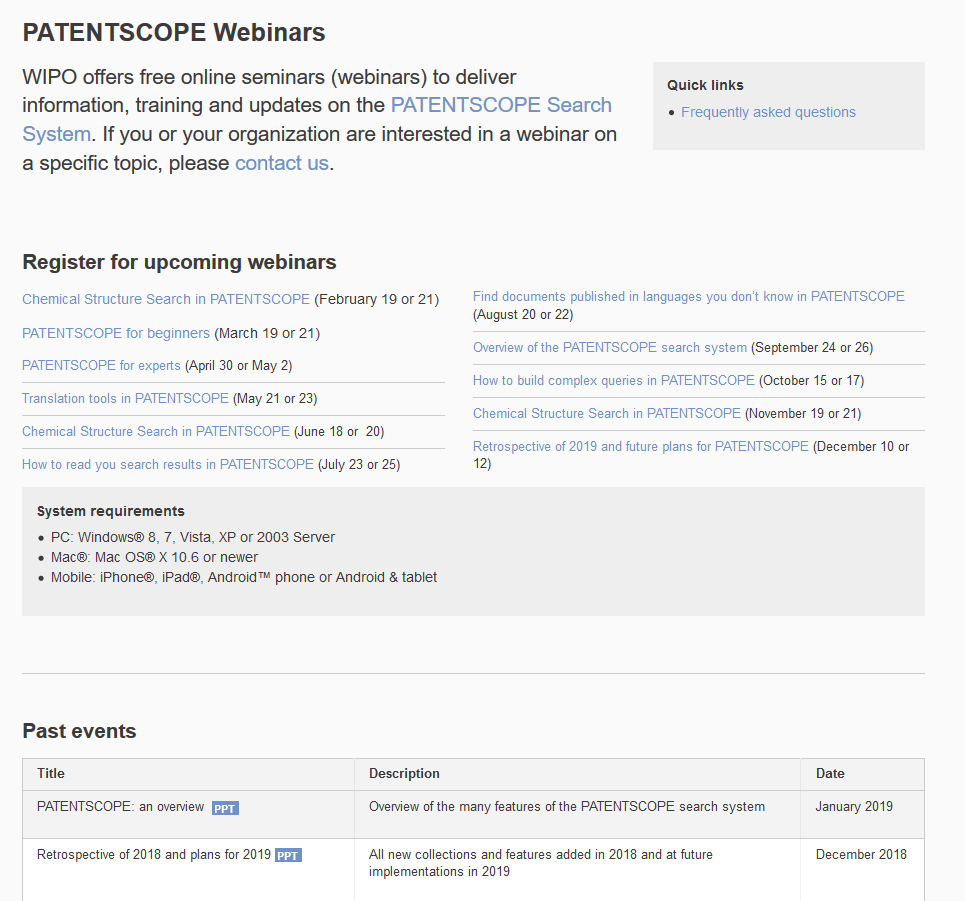 PATENTSCOPE Webinars
WIPO offers free online seminars (webinars) to deliver
information, training and updates on the PATENTSCOPE Search
System. If you or your organization are interested in a webinar on
a specific topic, please contact us.
Quick links
• Frequently asked questions
Register for upcoming webinars
Chemical Structure Search in PATENTSCOPE (February 19 or 21)
PATENTSCOPE for beginners (March 19 or 21)
PATENTSCOPE for experts (April 30 or May 2)
Translation tools in PATENTSCOPE (May 21 or 23)
Chemical Structure Search in PATENTSCOPE (June 18 or  20)
How to read you search results in PATENTSCOPE (July 23 or 25)
Find documents published in languages you don’t know in PATENTSCOPE
(August 20 or 22)
Overview of the PATENTSCOPE search system (September 24 or 26)
How to build complex queries in PATENTSCOPE (October 15 or 17)
Chemical Structure Search in PATENTSCOPE (November 19 or 21)
Retrospective of 2019 and future plans for PATENTSCOPE (December 10 or
12)
System requirements
• PC: Windows® 8, 7, Vista, XP or 2003 Server
• Mac®: Mac OS® X 10.6 or newer
• Mobile: iPhone®, iPad®, Android™ phone or Android & tablet
Past events
Title Description Date
PATENTSCOPE: an overview PPT Overview of the many features of the PATENTSCOPE search system January 2019
Retrospective of 2018 and plans for 2019 PPT All new collections and features added in 2018 and at future December 2018
implementations in 2019